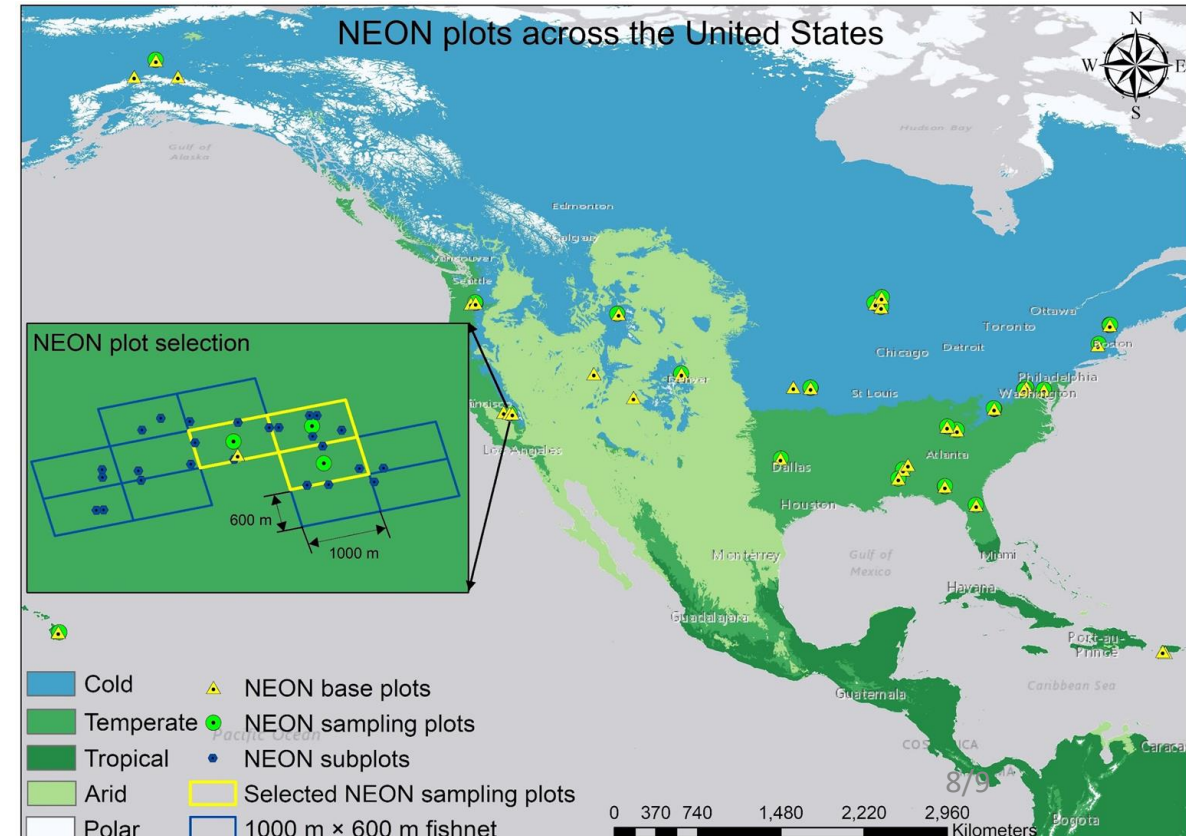 NEON plots across the United States
N
W E
S
Hudson Bay
Gulf of
Alaska
Edmonton
Calgary
Vancouver
Seattle
Ottawa
Toronto
Boston
Chicago
Detroit
Philadelphia
Denver
St Louis
Washington
NEON plot selection
600 m
1000 m
Los Angeles
Atlanta
Dallas
Houston
Miami
Monterrey
Gulf of
Mexico
Havana
Guadalajara
Port-au-
Prince
Guatemala
Caribbean Sea
Pacific Ocean
Bogota
8/9
Cold
Temperate
Tropical
Arid
Polar
NEON base plots
NEON sampling plots
NEON subplots
Selected NEON sampling plots
1000 m × 600 m fishnet
0 370 740 1,480 2,220 2,960
Kilometers